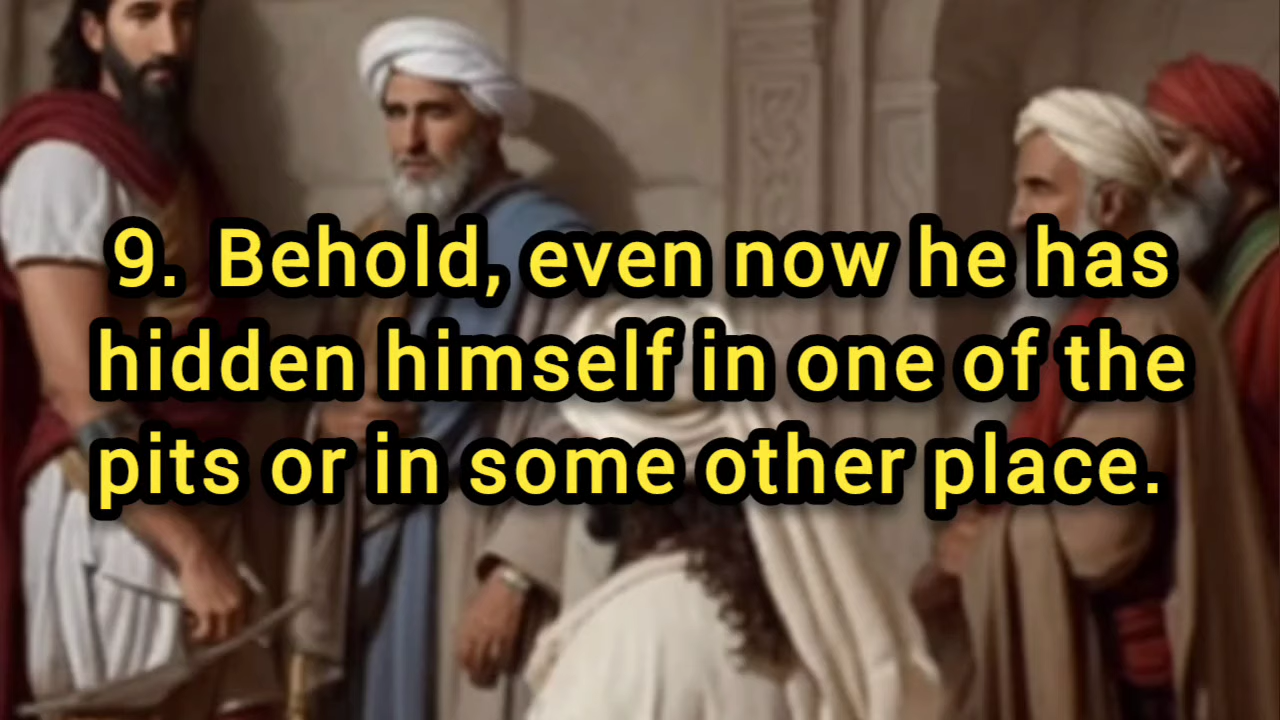 9. Behold, even now he has
hidden himself in one of the
pits or in some other place.